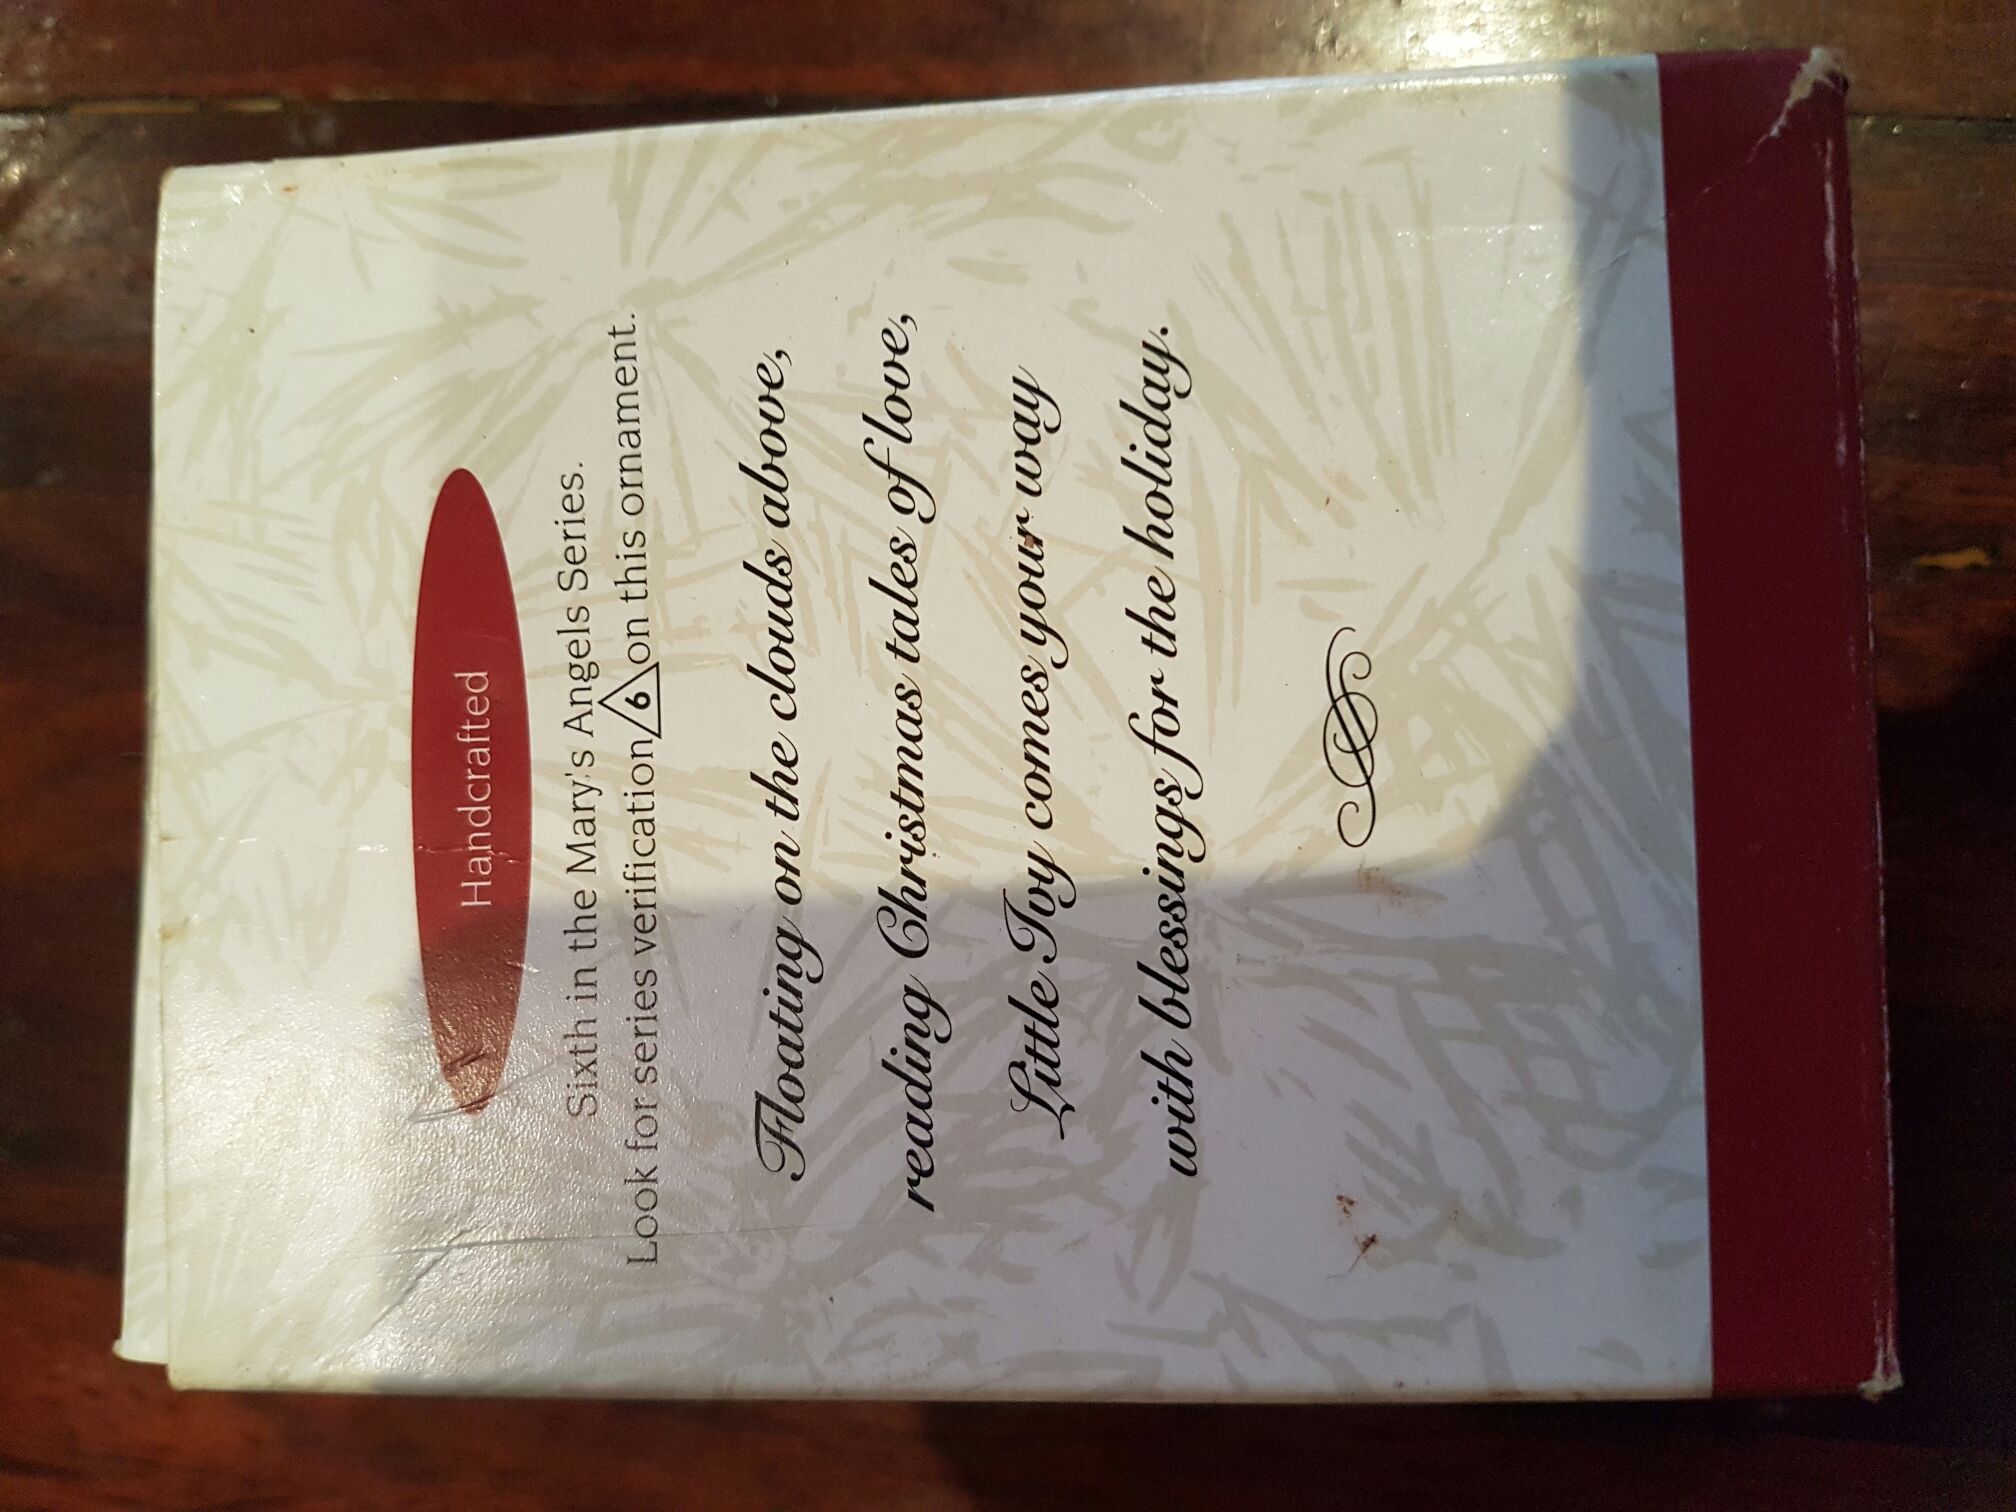 Handcrafted
Sixth in the Mary's Angels Series.
Look for series verification 6 on this ornament.
Floating on the clouds above,
reading Christmas tales of love,
Little Ivy comes your way
with blessings for the holiday.